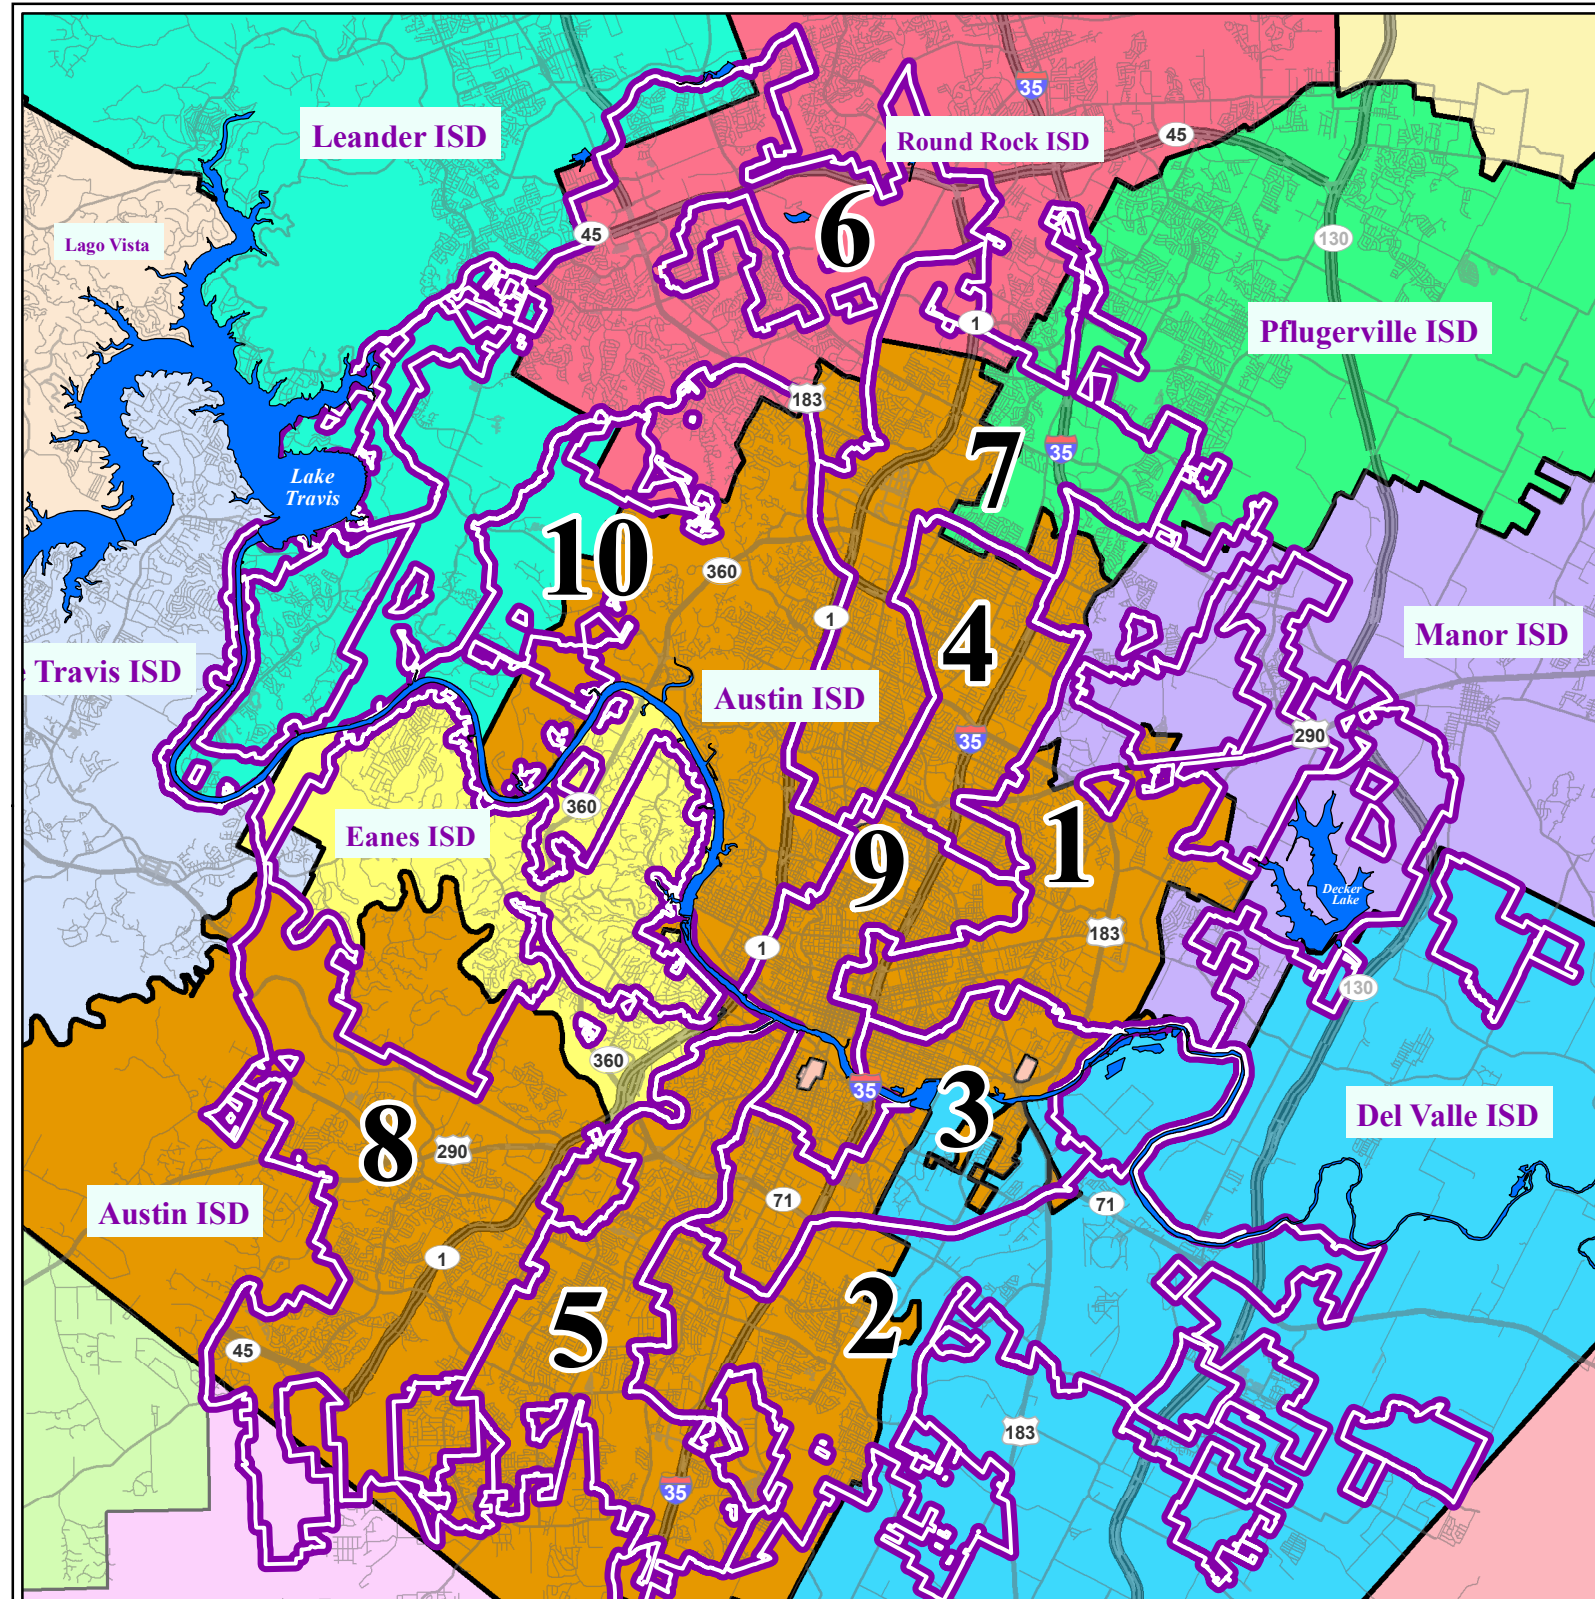 35
Leander ISD
Round Rock ISD
45
Lago Vista
45
6
130
1
Pflugerville ISD
183
7
35
Lake
Travis
10
360
1
4
Manor ISD
Travis ISD
Austin ISD
35
290
360
Eanes ISD
9
1
Decker
Lake
1
183
130
360
35
3
8
290
Del Valle ISD
71
71
Austin ISD
1
5
2
45
183
35